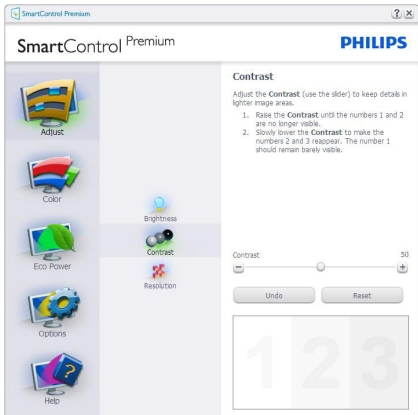 SmartControl Premium
SmartControl Premium
PHILIPS
Adjust
Color
Eco Power
Options
Help
Brightness
Contrast
Resolution
Contrast
Adjust the Contrast (use the slider) to keep details in
lighter image areas.
1. Raise the Contrast until the numbers 1 and 2
are no longer visible.
2. Slowly lower the Contrast to make the
numbers 2 and 3 reappear. The number 1
should remain barely visible.
Contrast 50
Undo Reset
1 2 3